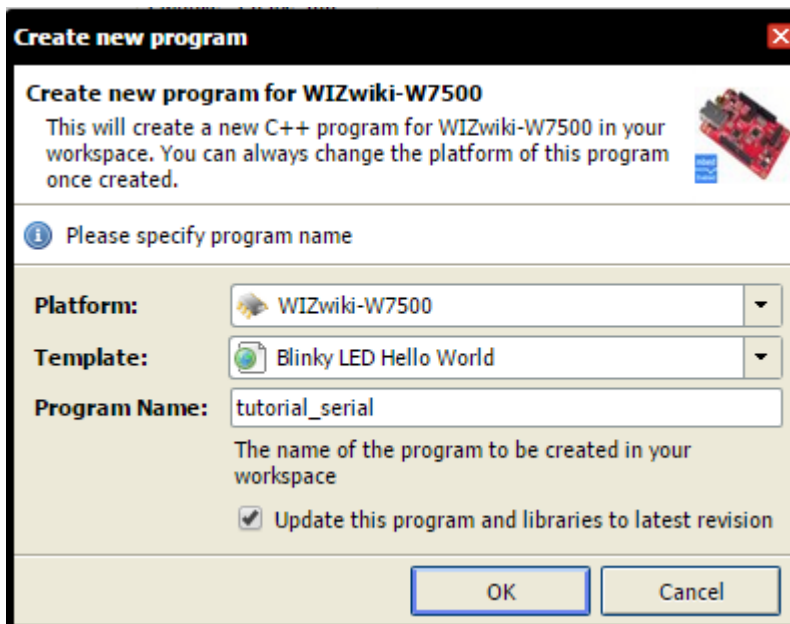 Create new program
Create new program for WIZwiki-W7500
This will create a new C++ program for WIZwiki-W7500 in your
workspace. You can always change the platform of this program
once created.
Please specify program name
Platform:
WIZwiki-W7500
Template:
Blinky LED Hello World
Program Name:
tutorial_serial
The name of the program to be created in your
workspace
Update this program and libraries to latest revision
OK
Cancel